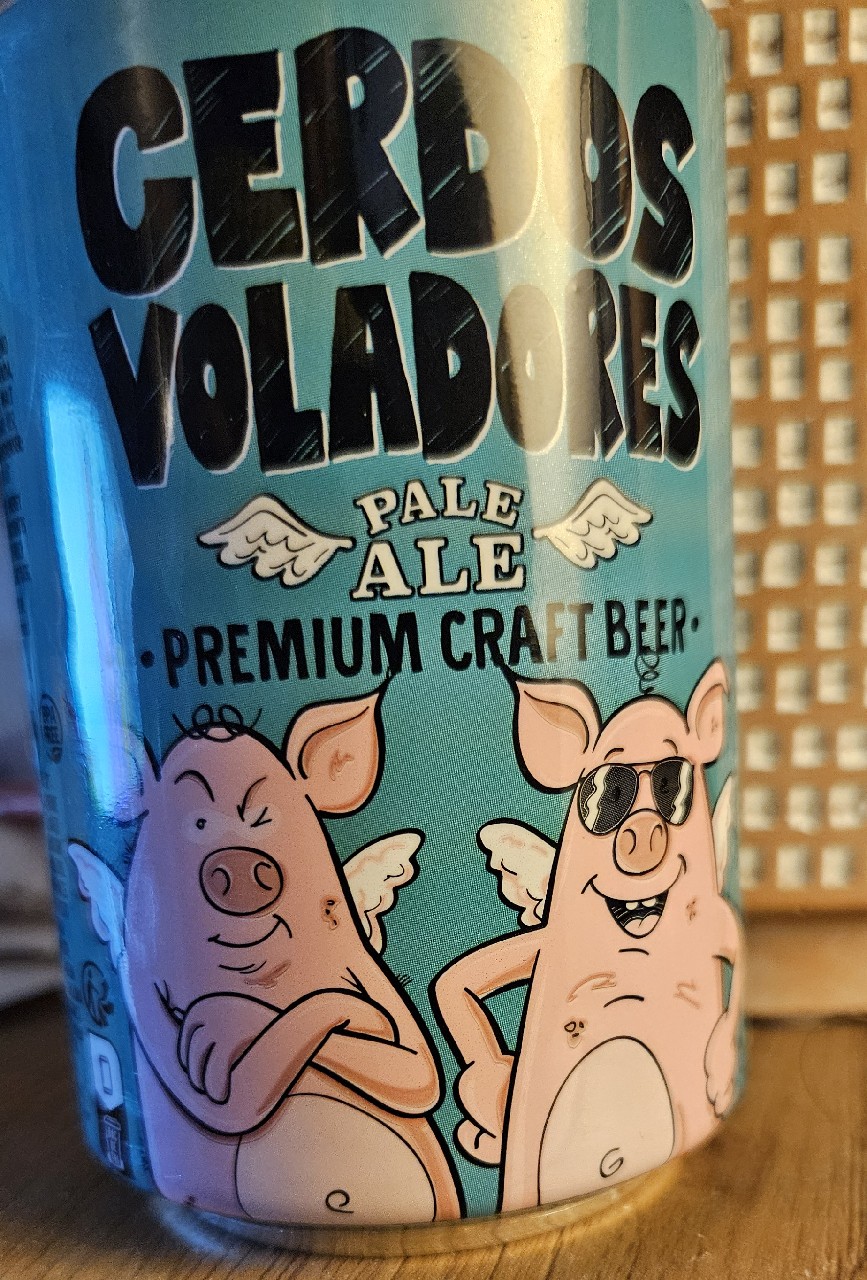 CERDOS
VOLADORES
PALE
ALE
·PREMIUM CRAFT BEER·